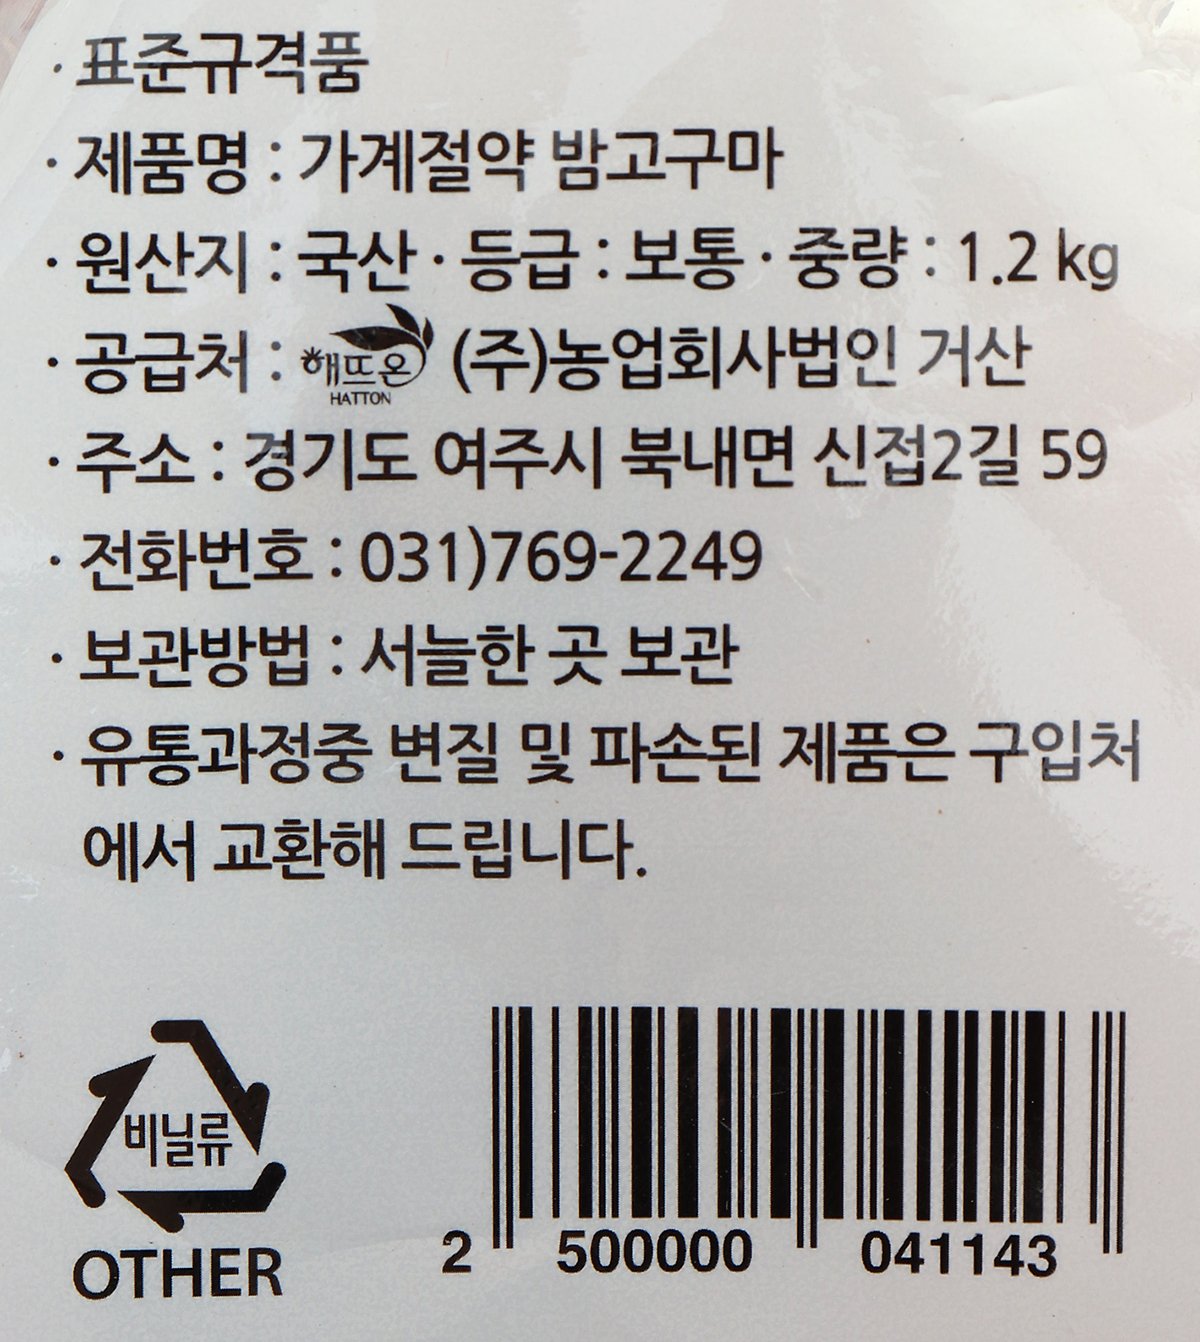 · 표준규격품
· 제품명 : 가계절약 밤고구마
· 원산지 : 국산 · 등급 : 보통 · 중량 : 1.2 kg
· 공급처 : 해뜨온 HATTON (주)농업회사법인 거산
· 주소 : 경기도 여주시 북내면 신접2길 59
· 전화번호 : 031)769-2249
· 보관방법 : 서늘한 곳 보관
· 유통과정중 변질 및 파손된 제품은 구입처
에서 교환해 드립니다.
비닐류
OTHER
2 500000 041143